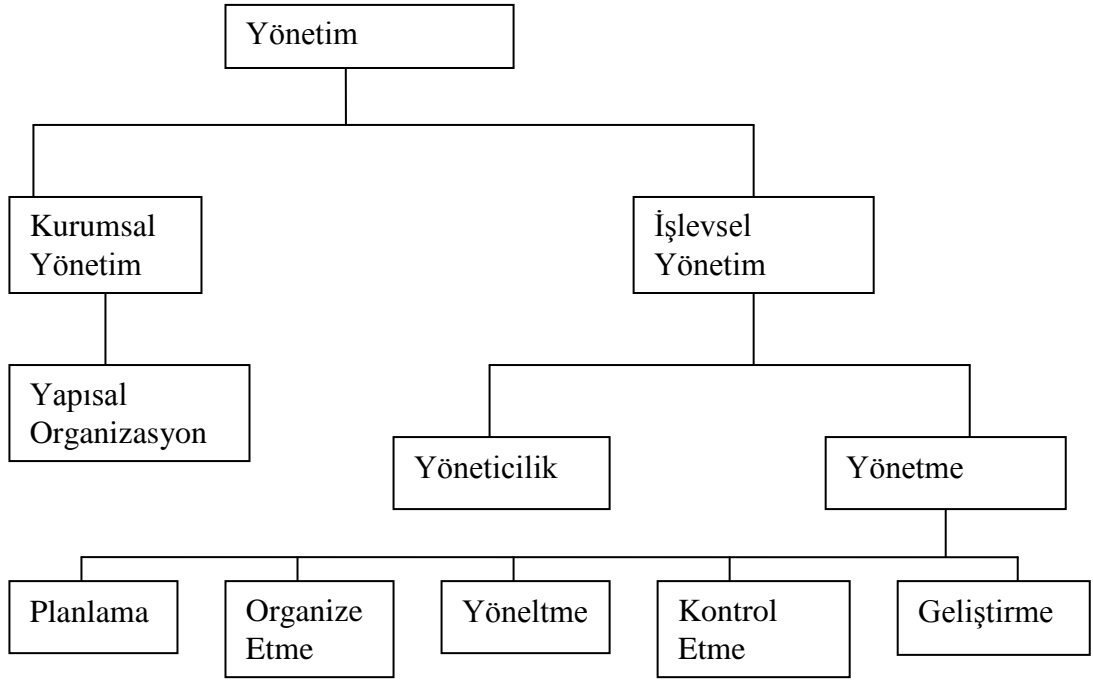 Yönetim
Kurumsal
Yönetim
İşlevsel
Yönetim
Yapısal
Organizasyon
Yöneticilik
Yönetme
Planlama
Organize
Etme
Yöneltme
Kontrol
Etme
Geliştirme